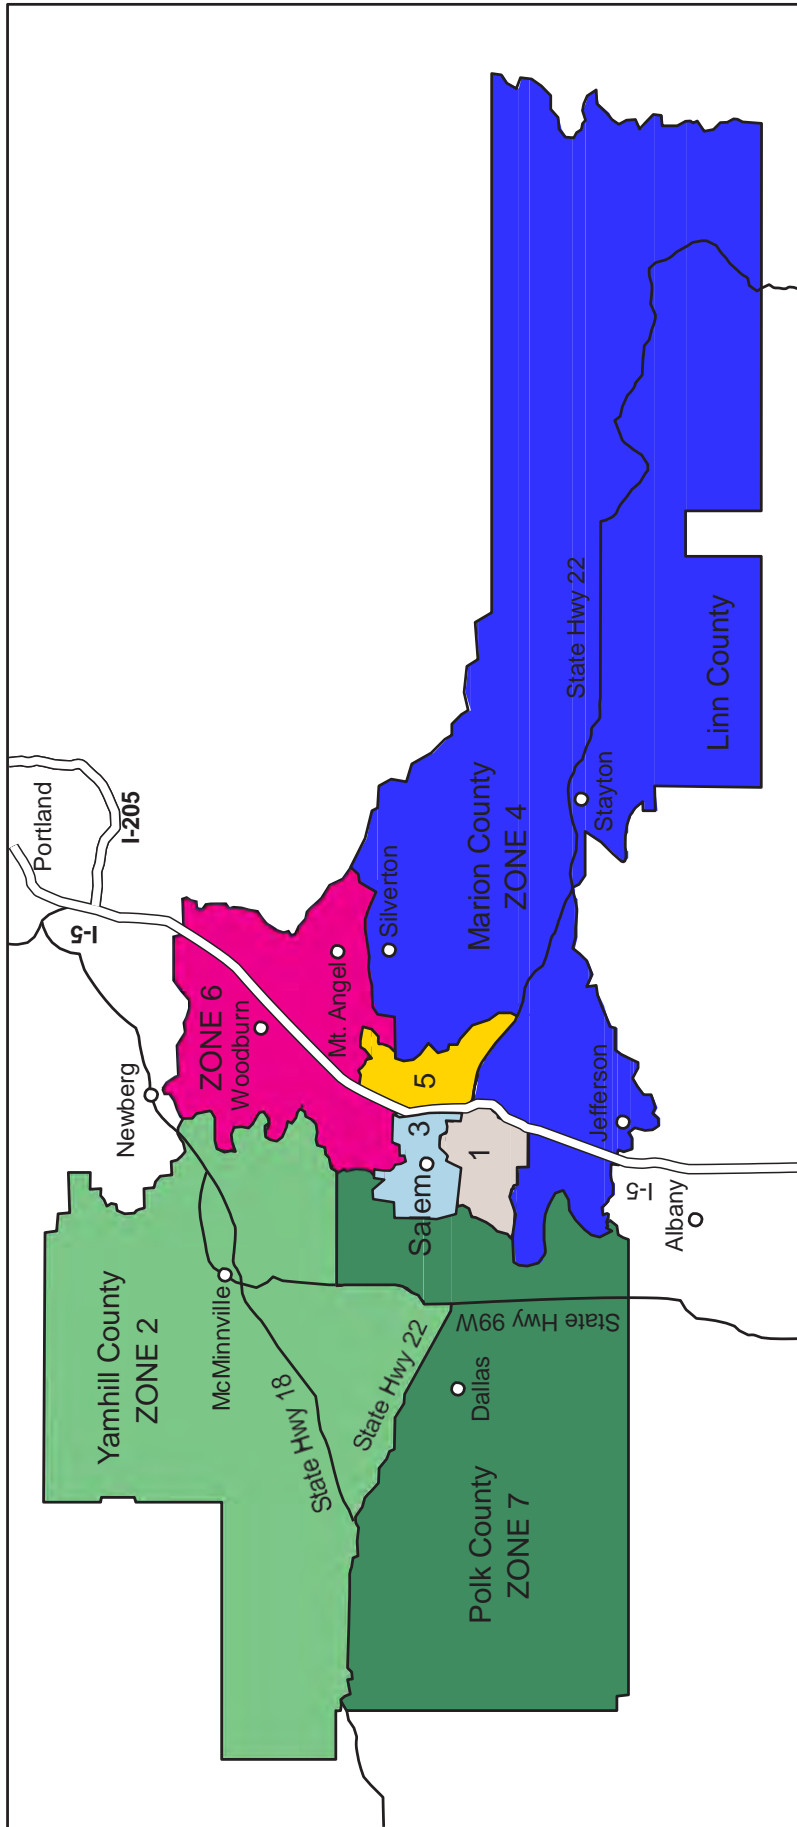 Portland
I-205
I-5
Newberg
ZONE 6
Woodburn
Mt. Angel
Silverton
Yamhill County
ZONE 2
McMinnville
State Hwy 18
State Hwy 22
Salem
3
5
1
Marion County
ZONE 4
State Hwy 22
Stayton
Linn County
Jefferson
I-5
Albany
State Hwy 99W
Dallas
Polk County
ZONE 7